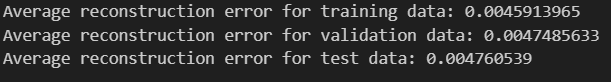 Average reconstruction error for training data: 0.0045913965
Average reconstruction error for validation data: 0.0047485633
Average reconstruction error for test data: 0.004760539